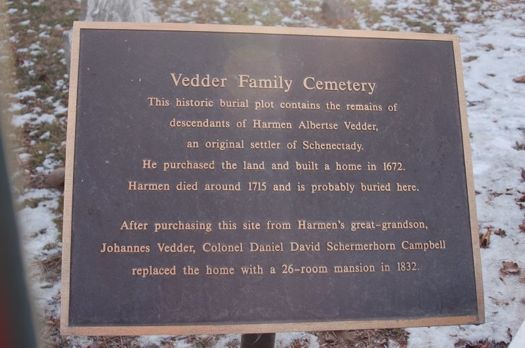 Vedder Family Cemetery
This historic burial plot contains the remains of
descendants of Harmen Albertse Vedder,
an original settler of Schenectady.
He purchased the land and built a home in 1672.
Harmen died around 1715 and is probably buried here.
After purchasing this site from Harmen's great-grandson,
Johannes Vedder, Colonel Daniel David Schermerhorn Campbell
replaced the home with a 26-room mansion in 1832.